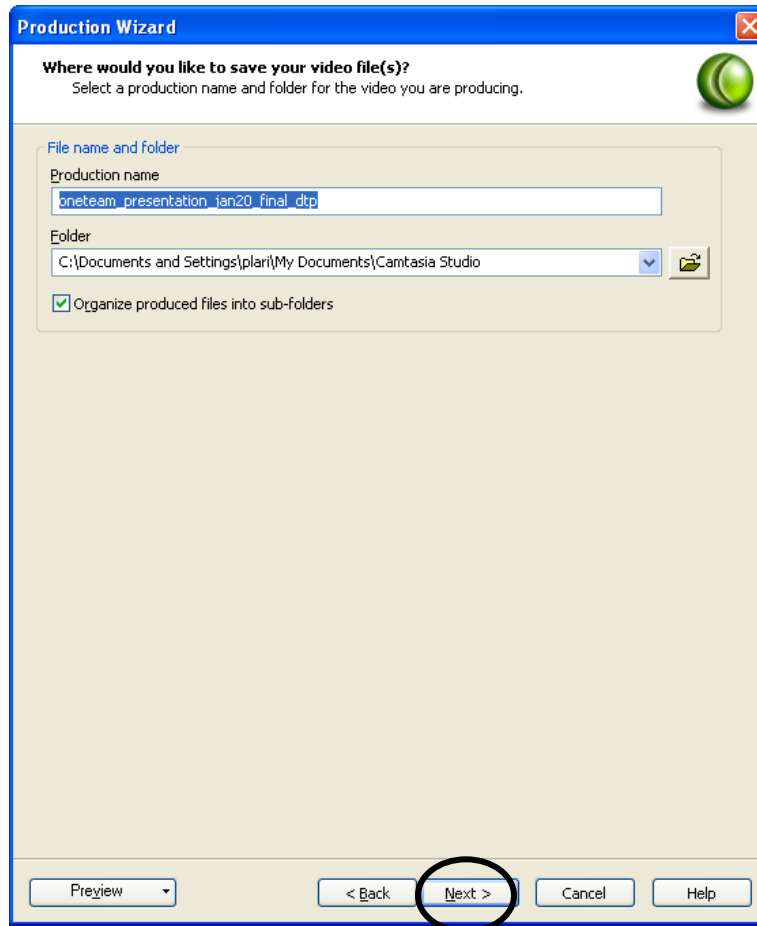 Production Wizard
Where would you like to save your video file(s)?
Select a production name and folder for the video you are producing.
File name and folder
Production name
oneteam_presentation_jan20_final_dtp
Folder
C:\Documents and Settings\plari\My Documents\Camtasia Studio
Organize produced files into sub-folders
Preview < Back Next > Cancel Help